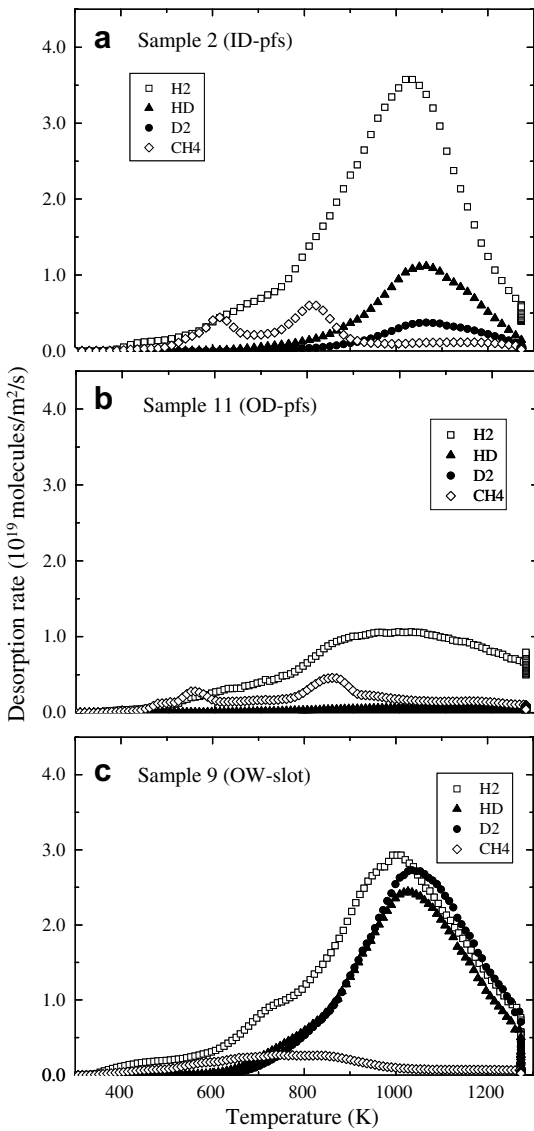 a Sample 2 (ID-pfs)
4.0
H2
HD
D2
CH4
3.0
2.0
1.0
0.0
b Sample 11 (OD-pfs)
4.0
H2
HD
D2
CH4
3.0
2.0
1.0
0.0
c Sample 9 (OW-slot)
4.0
H2
HD
D2
CH4
3.0
2.0
1.0
0.0
400 600 800 1000 1200
Temperature (K)
Desorption rate (10¹⁹ molecules/m²/s)